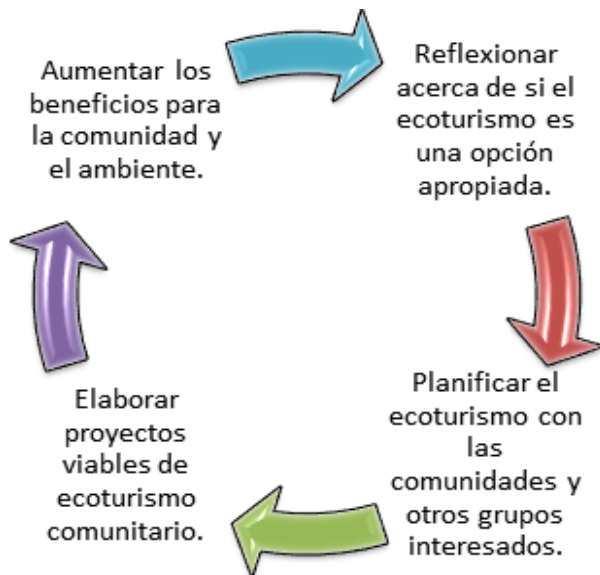 Aumentar los
beneficios para
la comunidad y
el ambiente.
Reflexionar
acerca de si el
ecoturismo es
una opción
apropiada.
Planificar el
ecoturismo con
las
comunidades y
otros grupos
interesados.
Elaborar
proyectos
viables de
ecoturismo
comunitario.